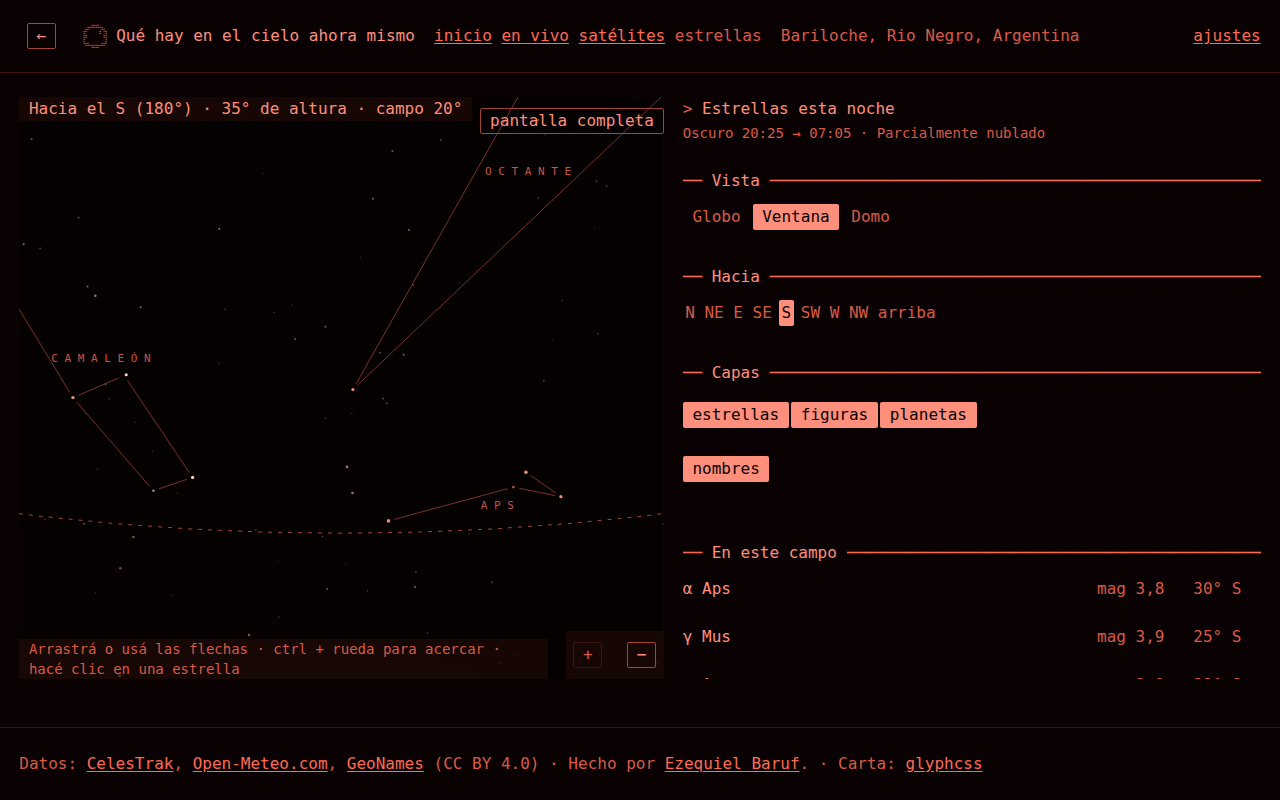 ← Qué hay en el cielo ahora mismo inicio en vivo satélites estrellas Bariloche, Rio Negro, Argentina ajustes
Hacia el S (180°) · 35° de altura · campo 20°
pantalla completa
OCTANTE
CAMALEÓN
APS
Arrastrá o usá las flechas · ctrl + rueda para acercar ·
hacé clic en una estrella
+ −
> Estrellas esta noche
Oscuro 20:25 → 07:05 · Parcialmente nublado
Vista
Globo Ventana Domo
Hacia
N NE E SE S SW W NW arriba
Capas
estrellas figuras planetas
nombres
En este campo
α Aps mag 3,8 30° S
γ Mus mag 3,9 25° S
Datos: CelesTrak, Open-Meteo.com, GeoNames (CC BY 4.0) · Hecho por Ezequiel Baruf. · Carta: glyphcss